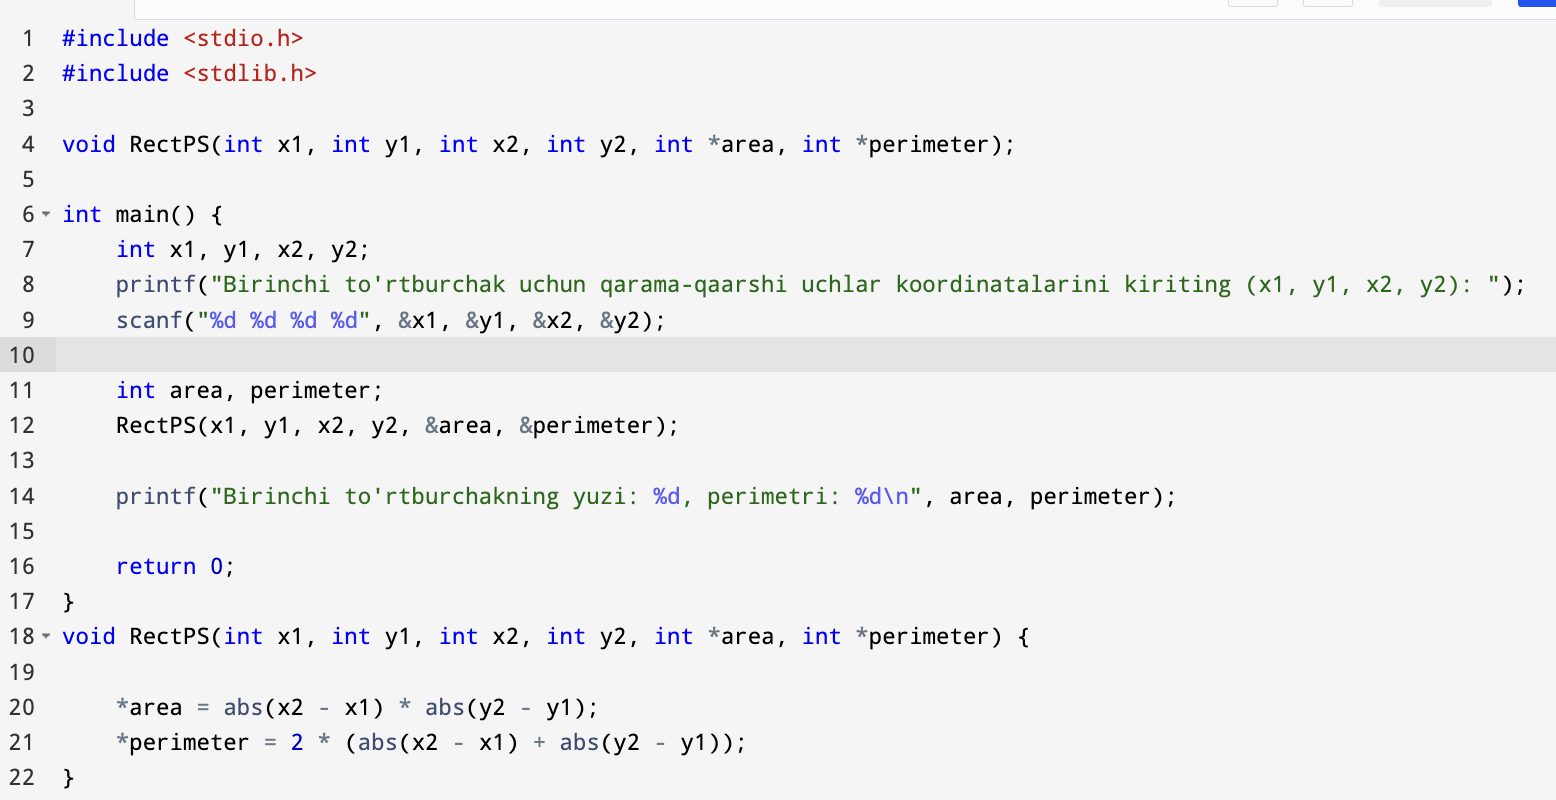 1 #include <stdio.h>
2 #include <stdlib.h>
3
4 void RectPS(int x1, int y1, int x2, int y2, int *area, int *perimeter);
5
6 int main() {
7     int x1, y1, x2, y2;
8     printf("Birinchi to'rtburchak uchun qarama-qaarshi uchlar koordinatalarini kiriting (x1, y1, x2, y2): ");
9     scanf("%d %d %d %d", &x1, &y1, &x2, &y2);
10
11     int area, perimeter;
12     RectPS(x1, y1, x2, y2, &area, &perimeter);
13
14     printf("Birinchi to'rtburchakning yuzi: %d, perimetri: %d\n", area, perimeter);
15
16     return 0;
17 }
18 void RectPS(int x1, int y1, int x2, int y2, int *area, int *perimeter) {
19
20     *area = abs(x2 - x1) * abs(y2 - y1);
21     *perimeter = 2 * (abs(x2 - x1) + abs(y2 - y1));
22 }